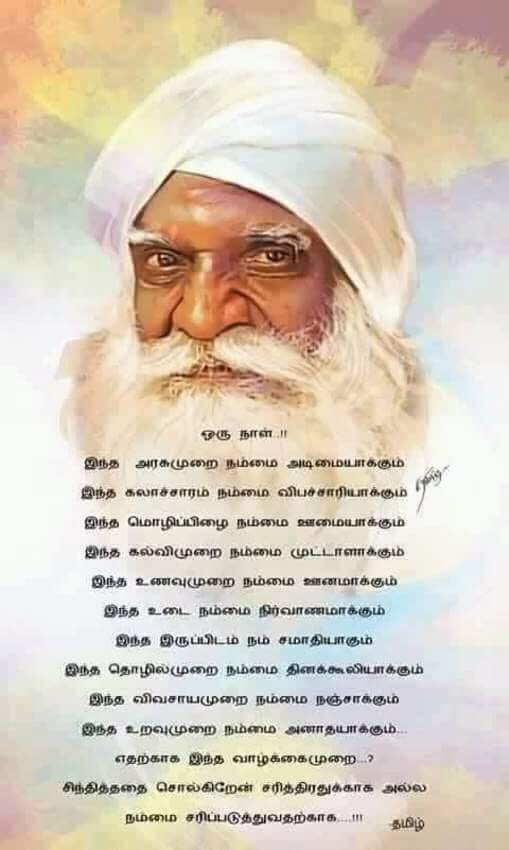 ஒரு நாள்..!!
இந்த அரசுமுறை நம்மை அடிமையாக்கும்
இந்த கலாச்சாரம் நம்மை விபச்சாரியாக்கும்
இந்த மொழிப்பிழை நம்மை ஊமையாக்கும்
இந்த கல்விமுறை நம்மை முட்டாளாக்கும்
இந்த உணவுமுறை நம்மை ஊனமாக்கும்
இந்த உடை நம்மை நிர்வாணமாக்கும்
இந்த இருப்பிடம் நம் சமாதியாகும்
இந்த தொழில்முறை நம்மை தினக்கூலியாக்கும்
இந்த விவசாயமுறை நம்மை நஞ்சாக்கும்
இந்த உறவுமுறை நம்மை அனாதயாக்கும்...
எதற்காக இந்த வாழ்க்கைமுறை...?
சிந்தித்ததை சொல்கிறேன் சரித்திரதுக்காக அல்ல
நம்மை சரிப்படுத்துவதற்காக....!!!
-தமிழ்